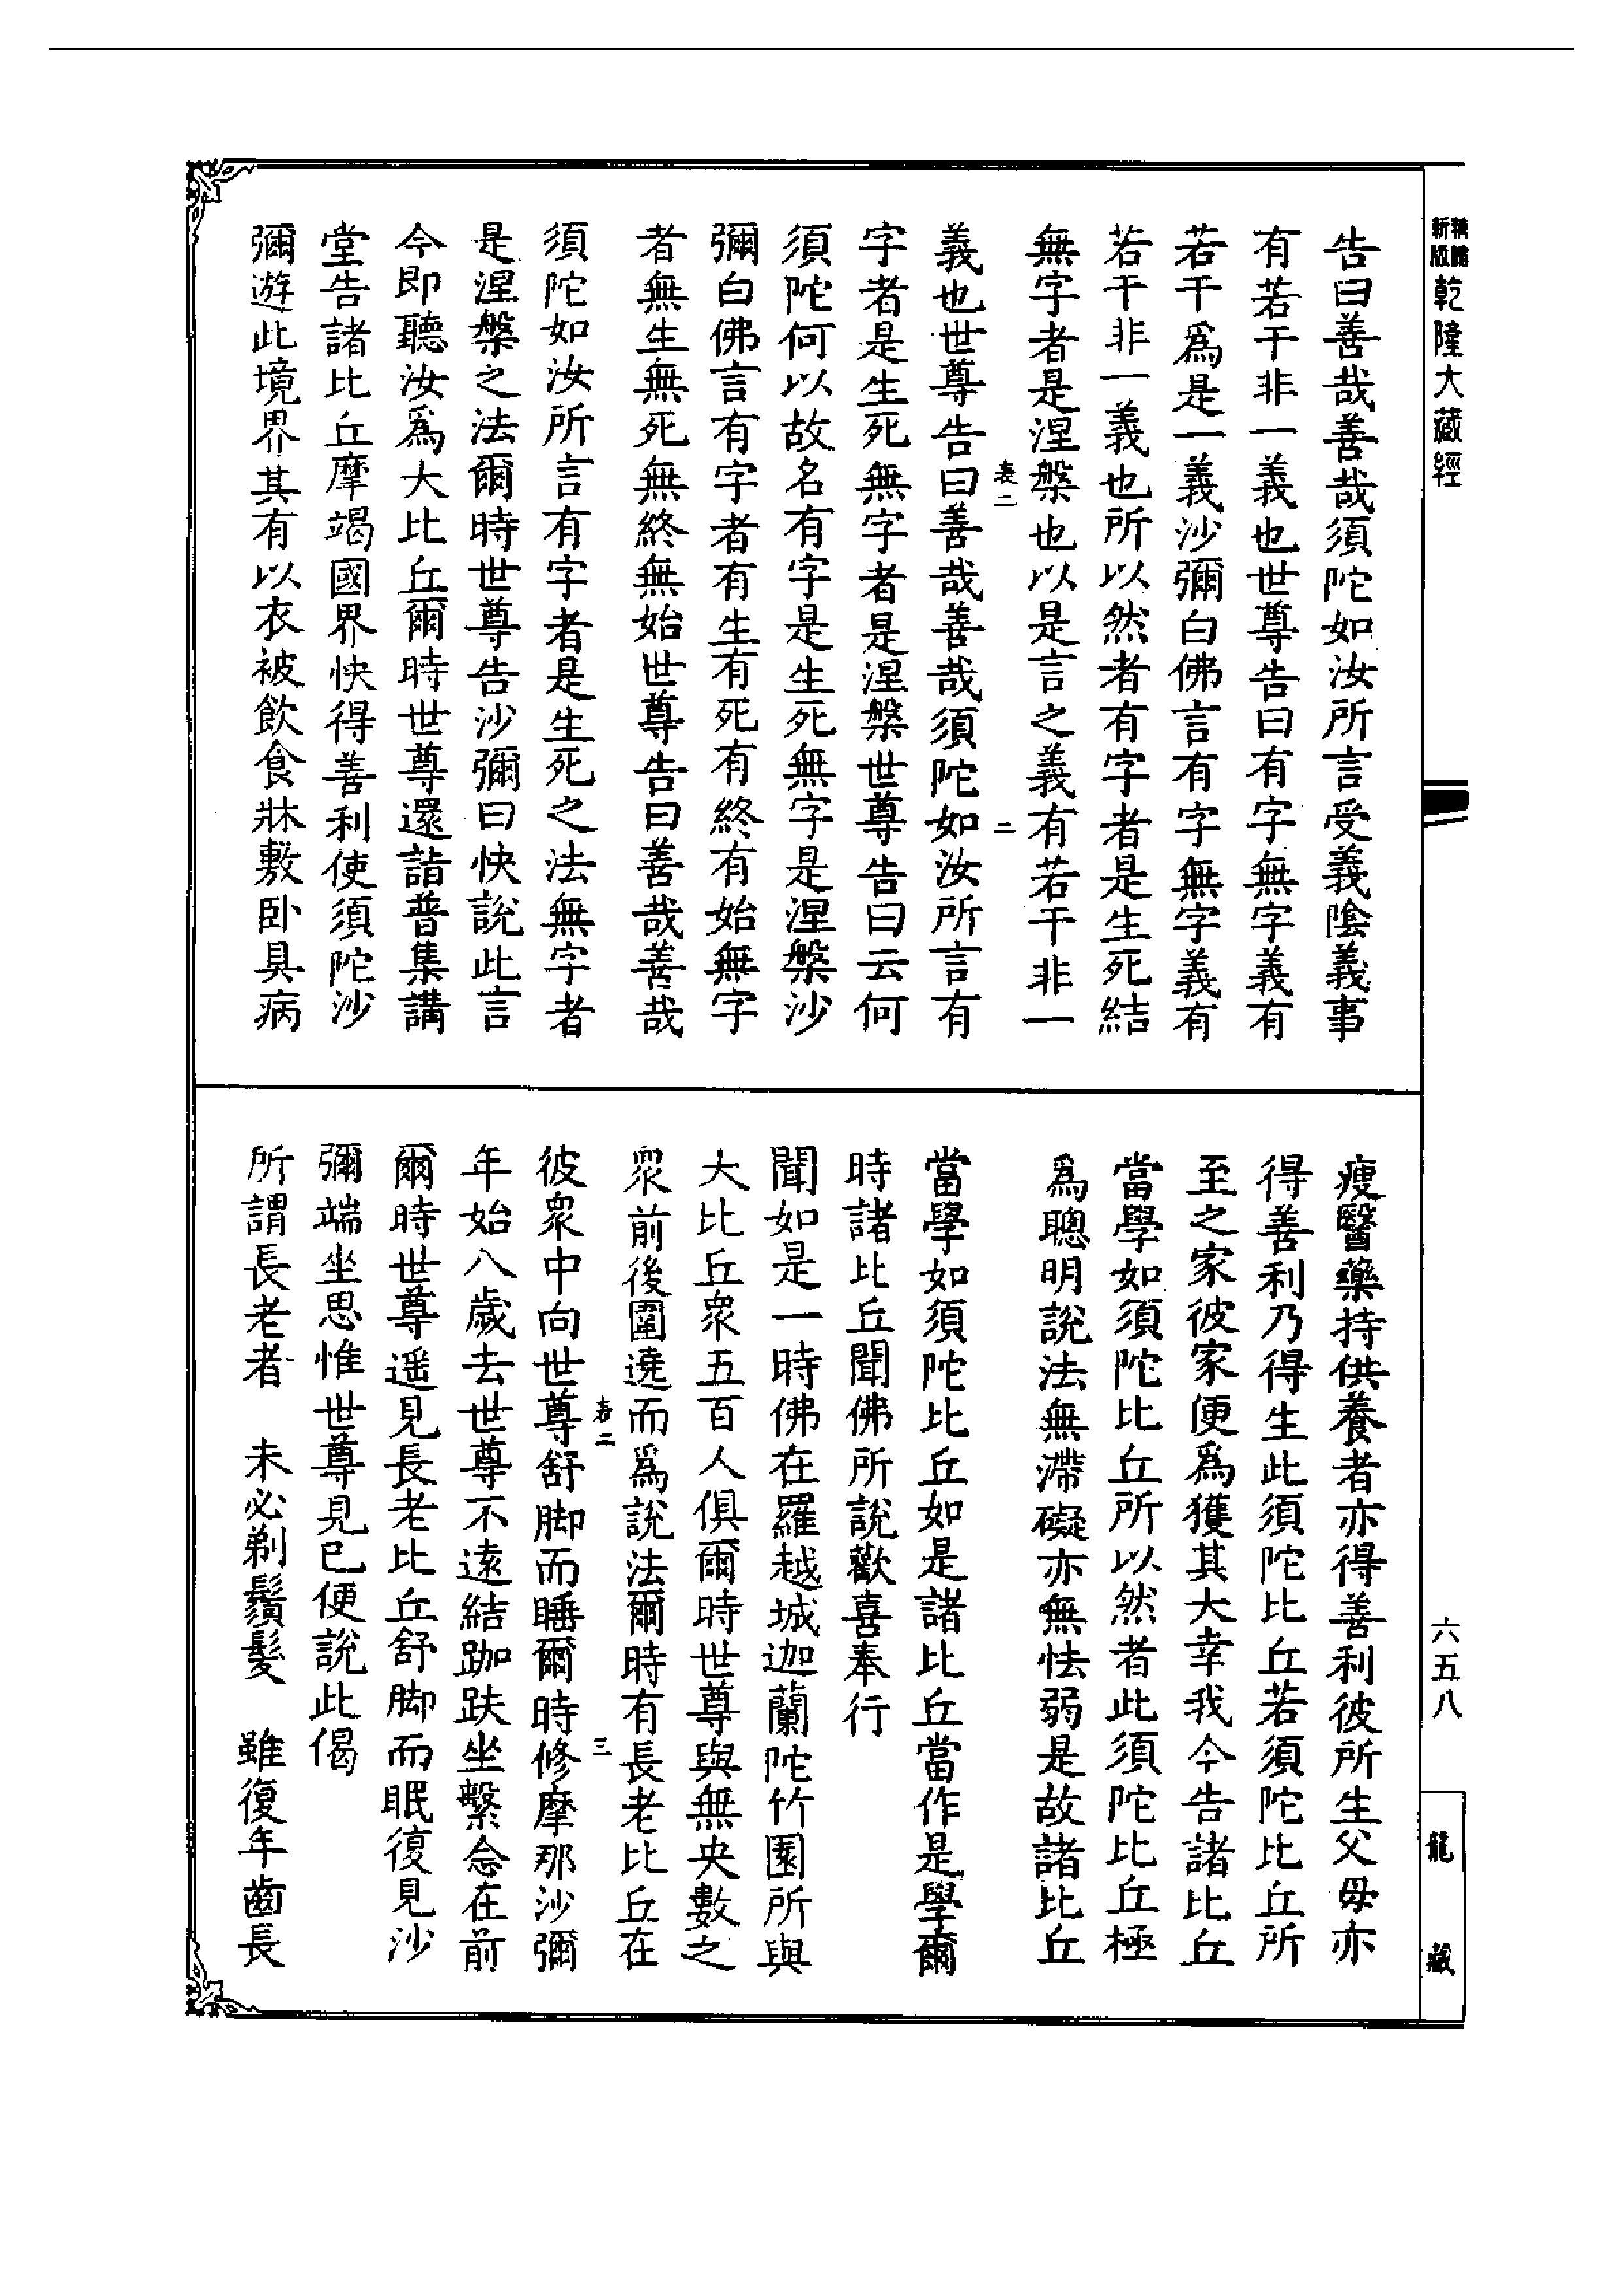 新版 精縮 乾隆大藏經
告曰善哉善哉須陀如汝所言受義陰義事
有若干非一義也世尊告曰有字無字義有
若干爲是一義沙彌白佛言有字無字義有
若干非一義也所以然者有字者是生死結
無字者是涅槃也以是言之義有若干非一
表二 二
義也世尊告曰善哉善哉須陀如汝所言有
字者是生死無字者是涅槃世尊告曰云何
須陀何以故名有字是生死無字是涅槃沙
彌白佛言有字者有生有死有終有始無字
者無生無死無終無始世尊告曰善哉善哉
須陀如汝所言有字者是生死之法無字者
是涅槃之法爾時世尊告沙彌曰快說此言
今即聽汝爲大比丘爾時世尊還詣普集講
堂告諸比丘摩竭國界快得善利使須陀沙
彌遊此境界其有以衣被飲食牀敷卧具病
瘦醫藥持供養者亦得善利彼所生父母亦
得善利乃得生此須陀比丘若須陀比丘所
至之家彼家便爲獲其大幸我今告諸比丘
當學如須陀比丘所以然者此須陀比丘極
爲聰明說法無滯礙亦無怯弱是故諸比丘
當學如須陀比丘如是諸比丘當作是學爾
時諸比丘聞佛所說歡喜奉行
聞如是一時佛在羅越城迦蘭陀竹園所與
大比丘衆五百人俱爾時世尊與無央數之
衆前後圍遶而爲說法爾時有長老比丘在
表二 三
彼衆中向世尊舒脚而睡爾時修摩那沙彌
年始八歲去世尊不遠結跏趺坐繫念在前
爾時世尊遥見長老比丘舒脚而眠復見沙
彌端坐思惟世尊見已便說此偈
所謂長老者　未必剃鬚髮　雖復年齒長
六五八
龍藏